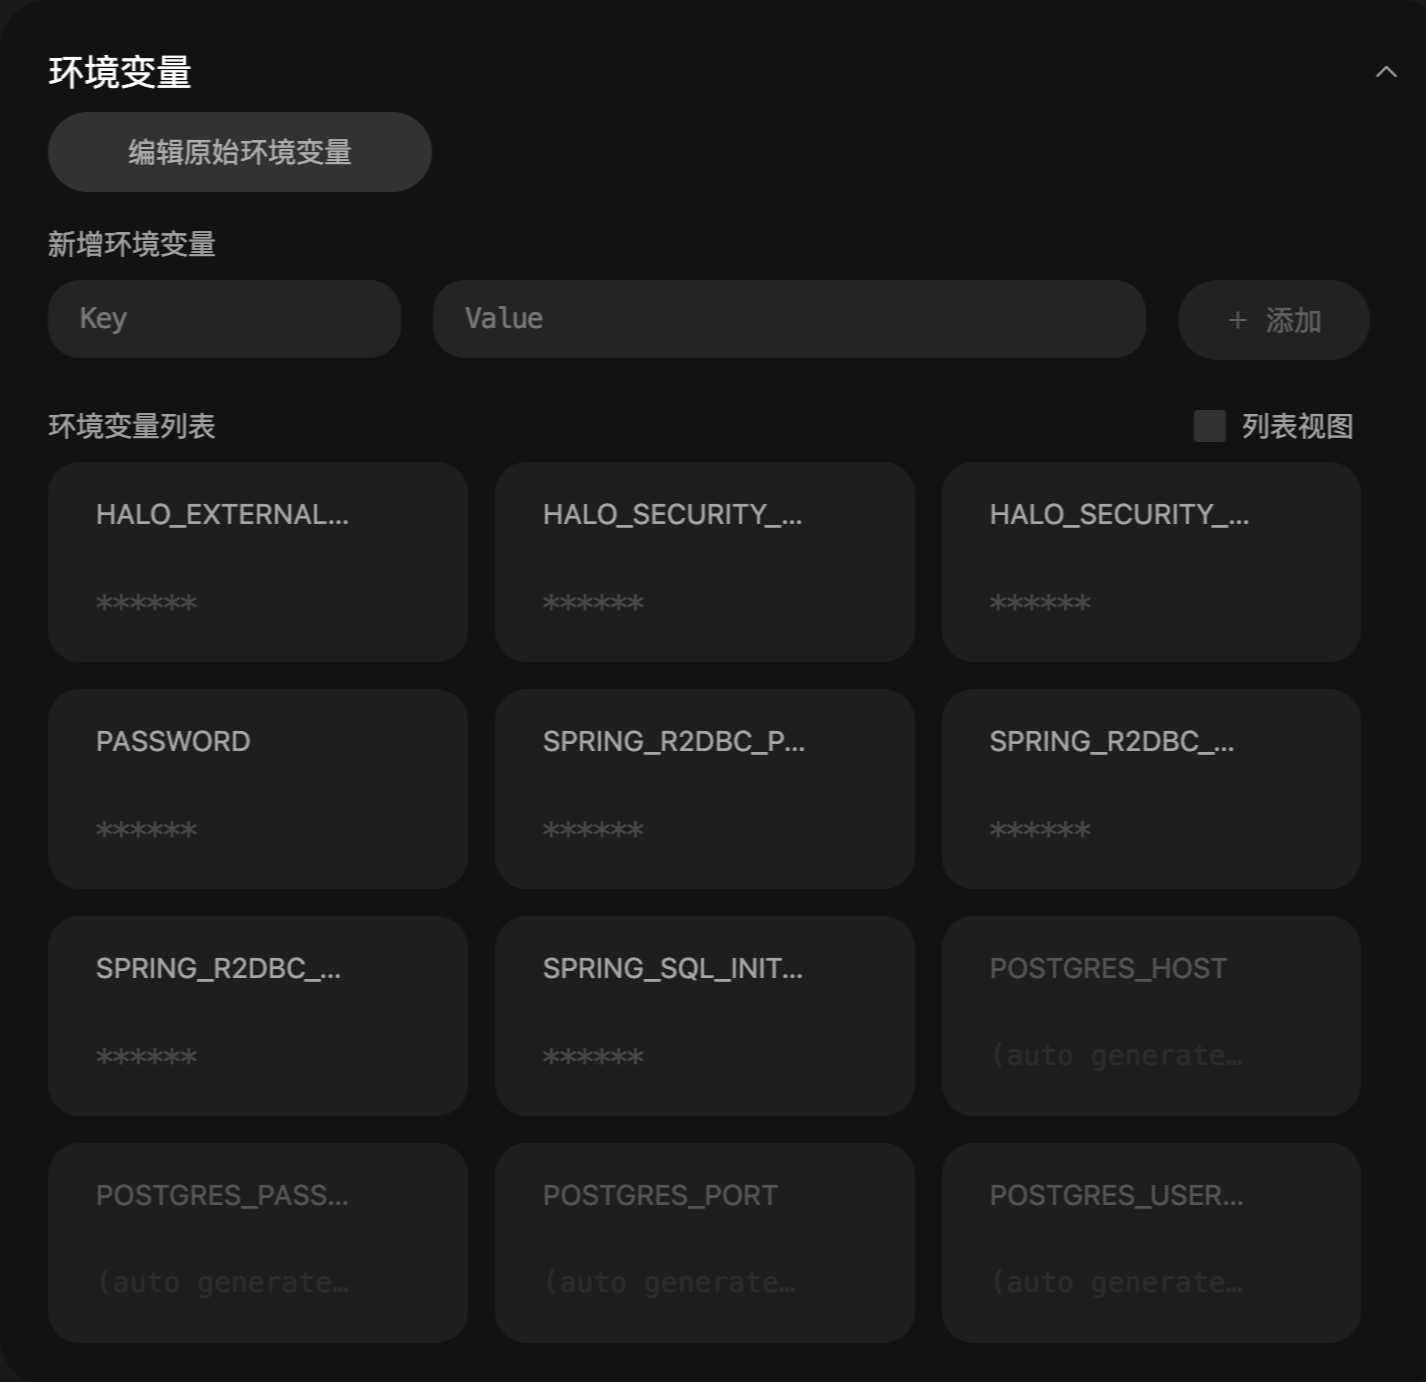 环境变量
编辑原始环境变量
新增环境变量
Key
Value
+ 添加
环境变量列表
列表视图
HALO_EXTERNAL...
HALO_SECURITY_...
HALO_SECURITY_...
******
******
******
PASSWORD
SPRING_R2DBC_P...
SPRING_R2DBC_...
******
******
******
SPRING_R2DBC_...
SPRING_SQL_INIT...
POSTGRES_HOST
******
******
(auto generate…
POSTGRES_PASS...
POSTGRES_PORT
POSTGRES_USER...
(auto generate…
(auto generate…
(auto generate…